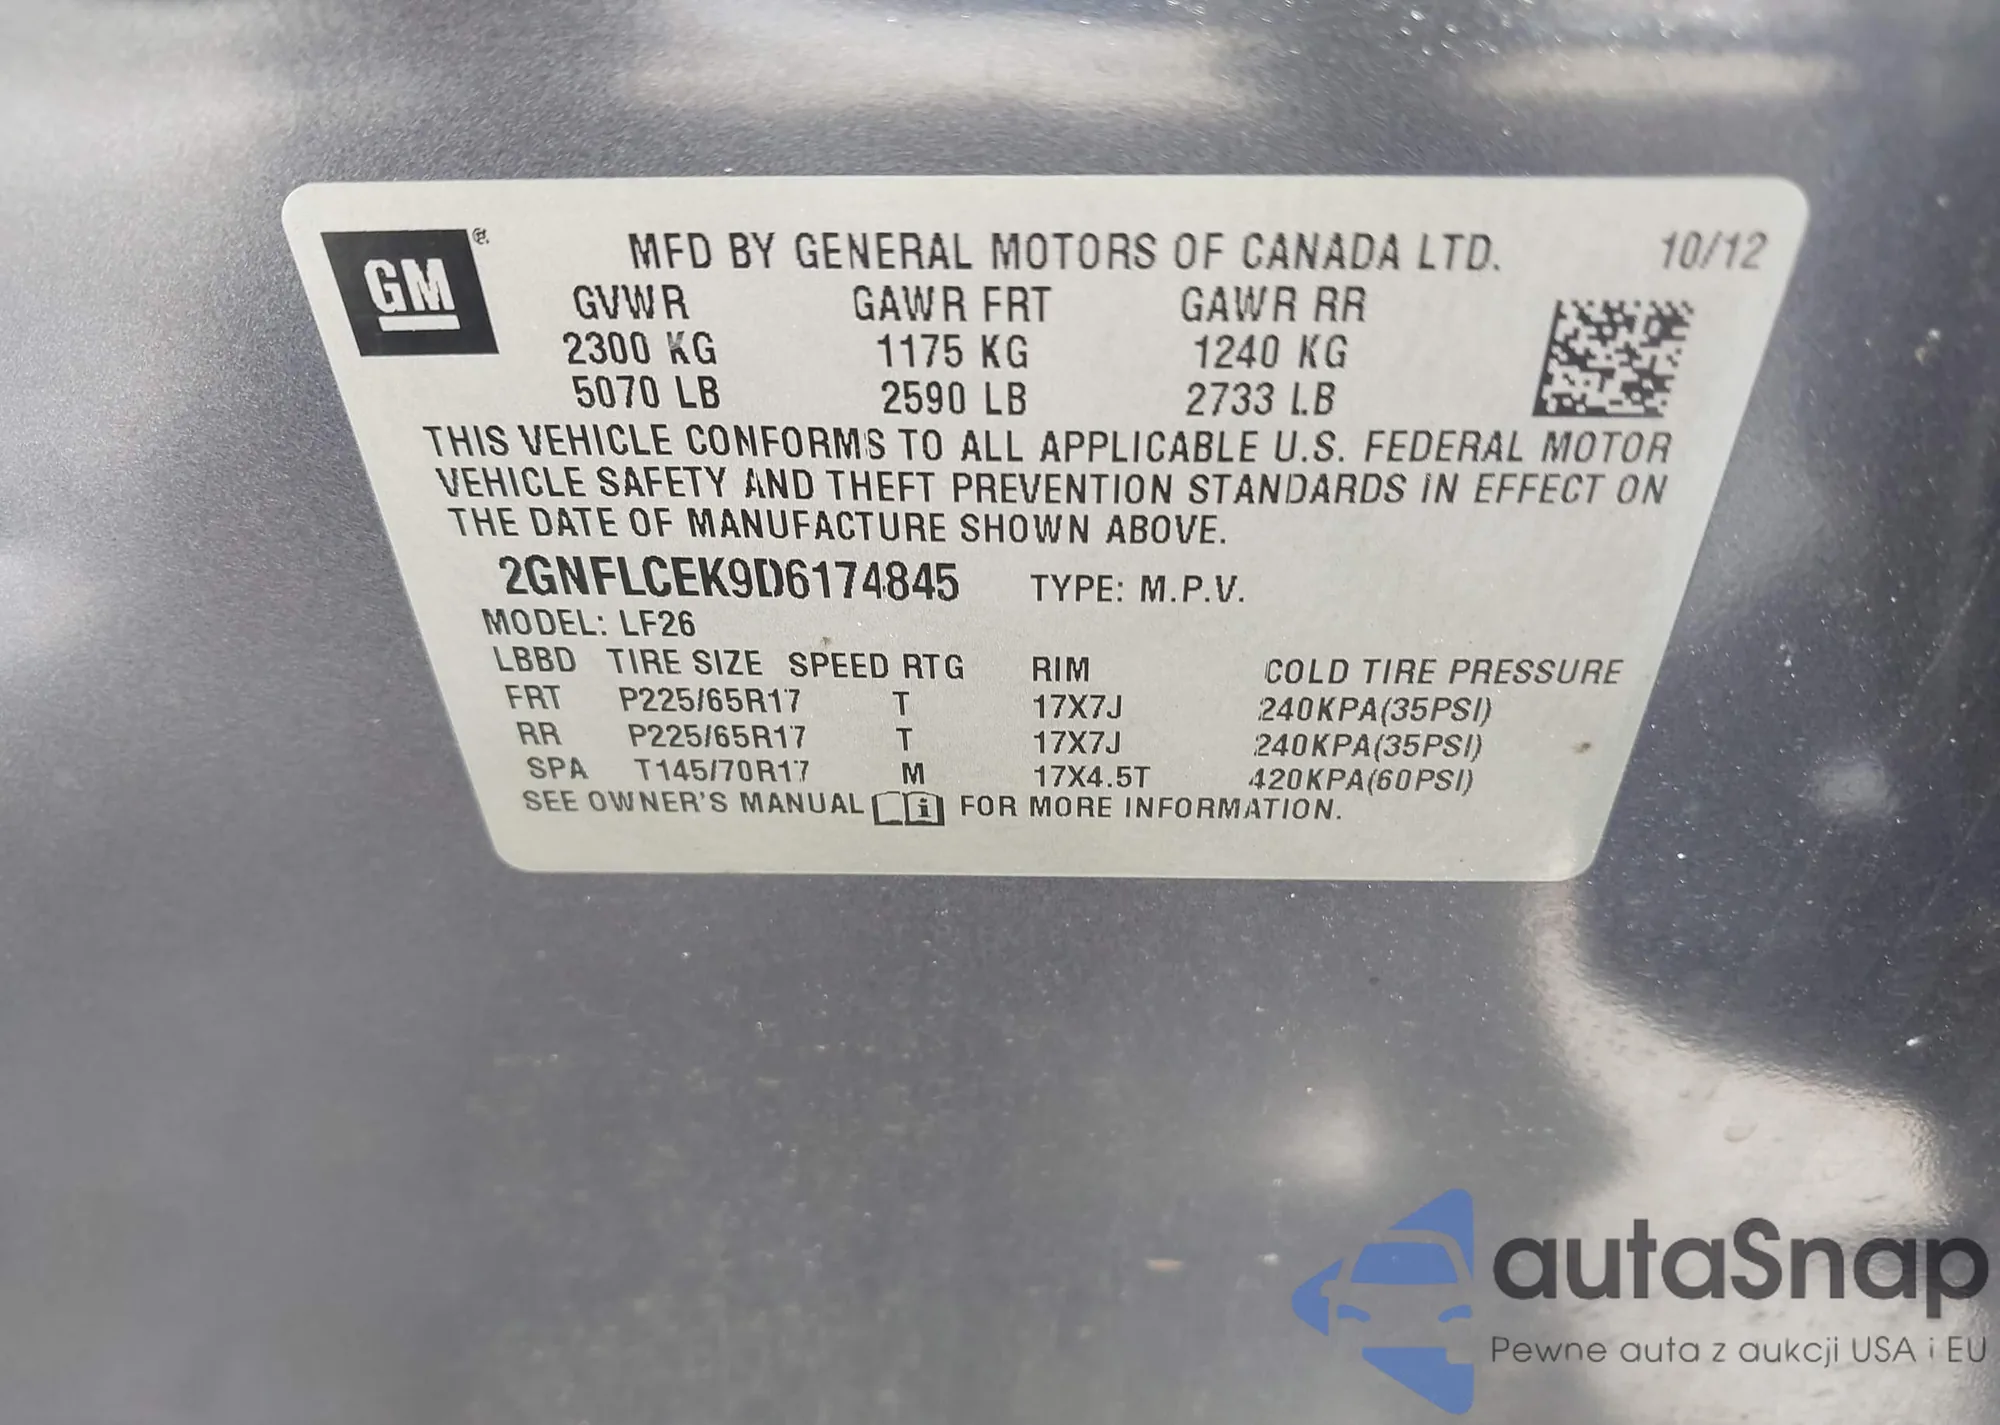 GM ®. MFD BY GENERAL MOTORS OF CANADA LTD. 10/12
GVWR GAWR FRT GAWR RR
2300 KG 1175 KG 1240 KG
5070 LB 2590 LB 2733 LB
THIS VEHICLE CONFORMS TO ALL APPLICABLE U.S. FEDERAL MOTOR
VEHICLE SAFETY AND THEFT PREVENTION STANDARDS IN EFFECT ON
THE DATE OF MANUFACTURE SHOWN ABOVE.
2GNFLCEK9D6174845 TYPE: M.P.V.
MODEL: LF26
LBBD TIRE SIZE SPEED RTG RIM COLD TIRE PRESSURE
FRT P225/65R17 T 17X7J 240KPA(35PSI)
RR P225/65R17 T 17X7J 240KPA(35PSI)
SPA T145/70R17 M 17X4.5T 420KPA(60PSI)
SEE OWNER'S MANUAL i FOR MORE INFORMATION.
autaSnap
Pewne auta z aukcji USA i EU